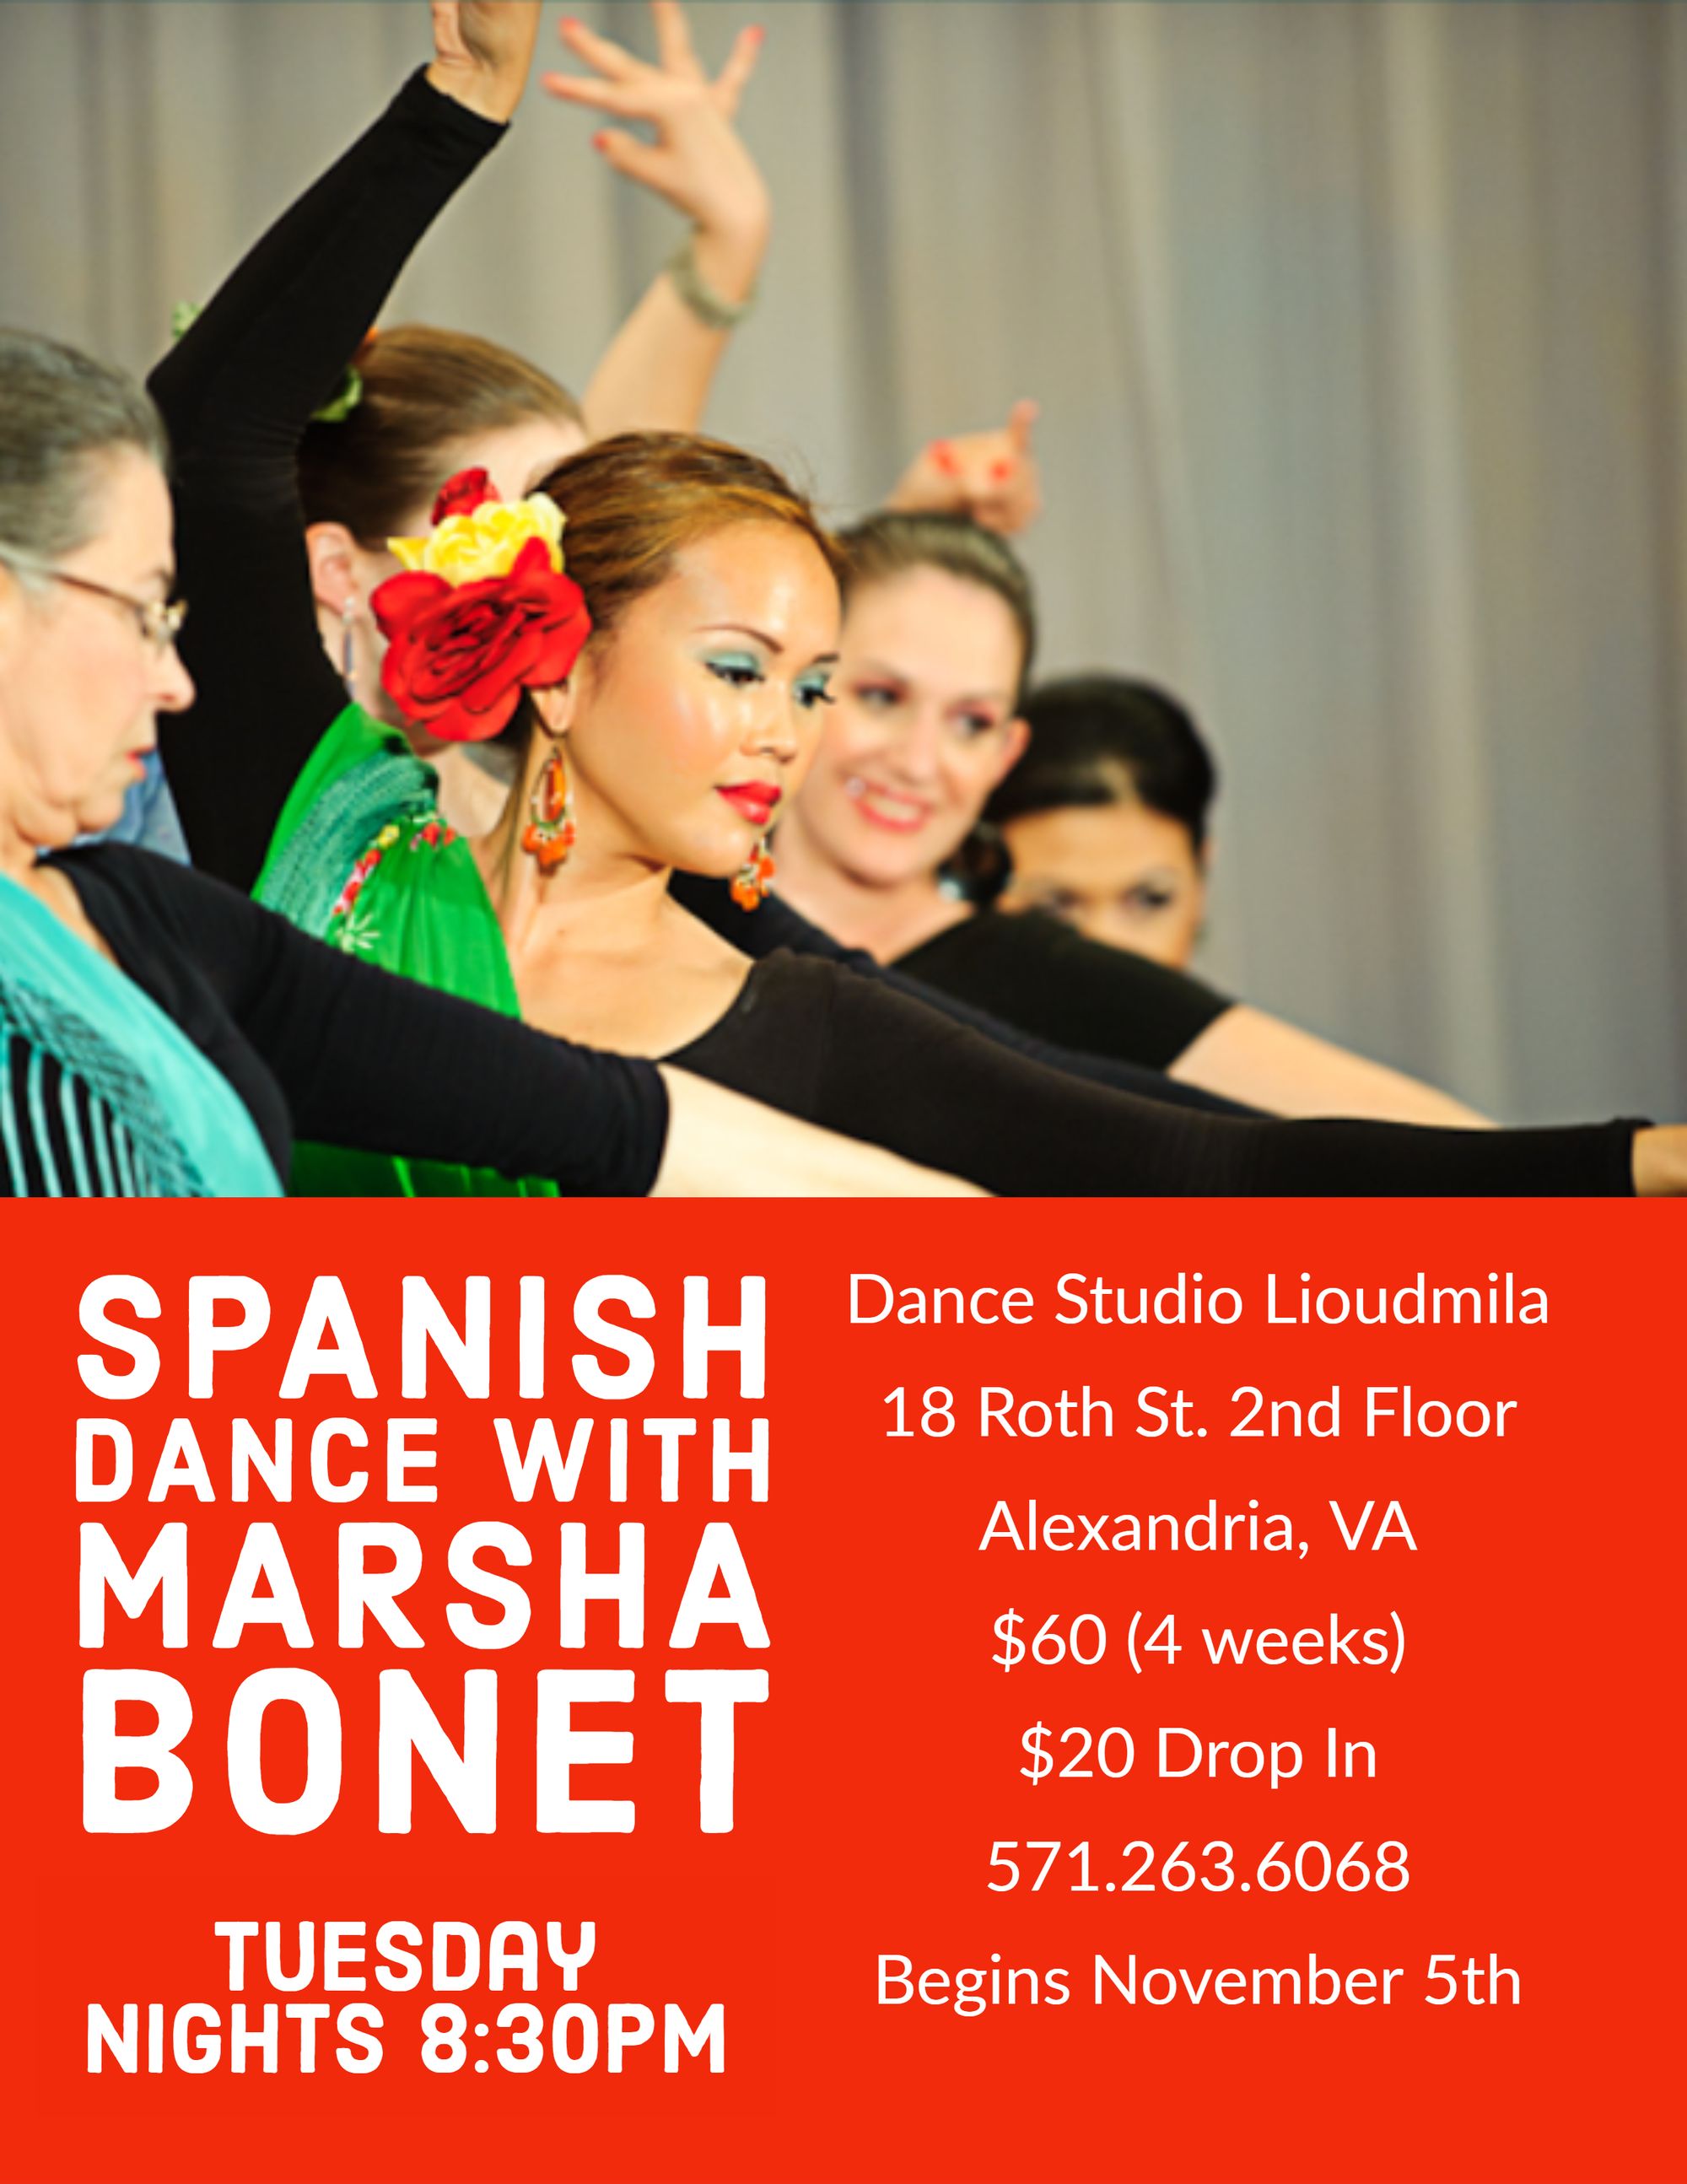 SPANISH
DANCE WITH
MARSHA
BONET
TUESDAY
NIGHTS 8:30PM
Dance Studio Lioudmila
18 Roth St. 2nd Floor
Alexandria, VA
$60 (4 weeks)
$20 Drop In
571.263.6068
Begins November 5th